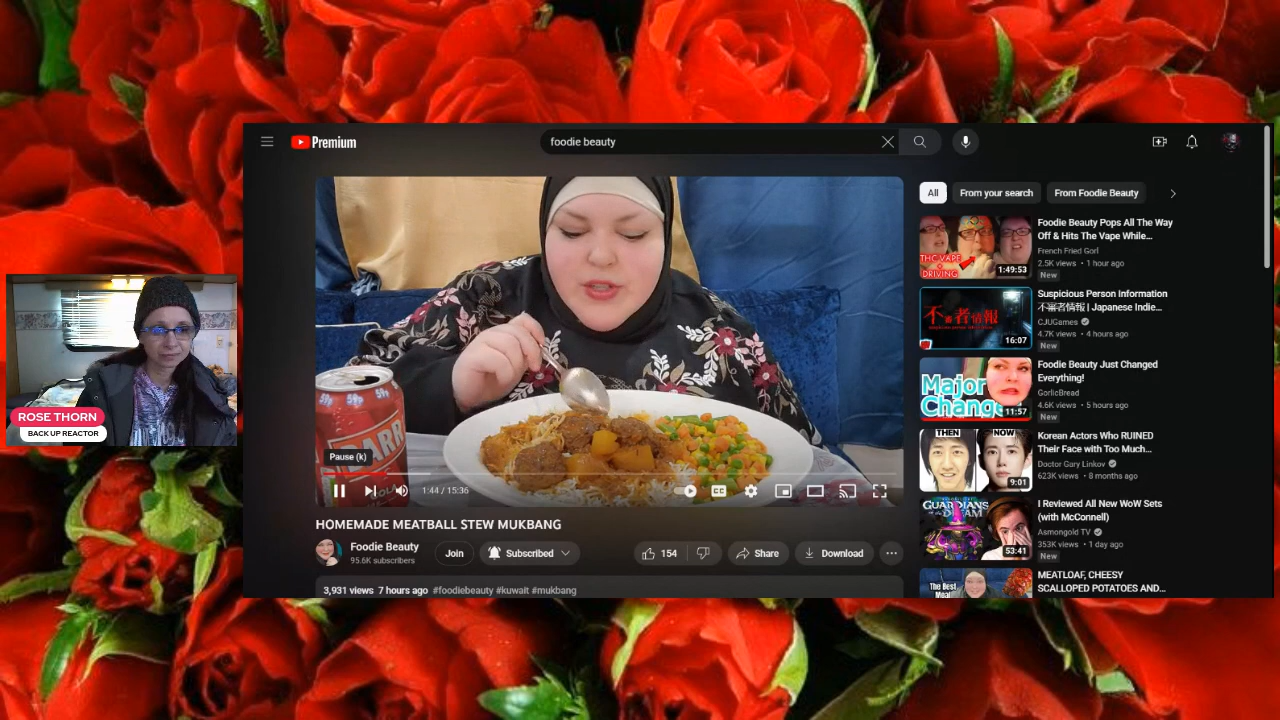 Premium
foodie beauty
All
From your search
From Foodie Beauty
ROSE THORN
BACK UP REACTOR
Pause (k)
1:44 / 15:36
HOMEMADE MEATBALL STEW MUKBANG
Foodie Beauty
95.6K subscribers
Join
Subscribed
154
Share
Download
3,931 views 7 hours ago #foodiebeauty #kuwait #mukbang
THC VAPE
+
DRIVING
1:49:53
Foodie Beauty Pops All The Way
Off & Hits The Vape While...
French Fried Gorl
2.5K views • 1 hour ago
New
不審者情報
16:07
Suspicious Person Information
不審者情報 | Japanese Indie...
CJUGames
4.7K views • 4 hours ago
New
Major
Change
11:57
Foodie Beauty Just Changed
Everything!
GorlicBread
4.6K views • 5 hours ago
New
THEN
NOW
9:01
Korean Actors Who RUINED
Their Face with Too Much...
Doctor Gary Linkov
623K views • 8 months ago
53:41
I Reviewed All New WoW Sets
(with McConnell)
Asmongold TV
353K views • 1 day ago
New
The Best
MEATLOAF, CHEESY
SCALLOPED POTATOES AND...